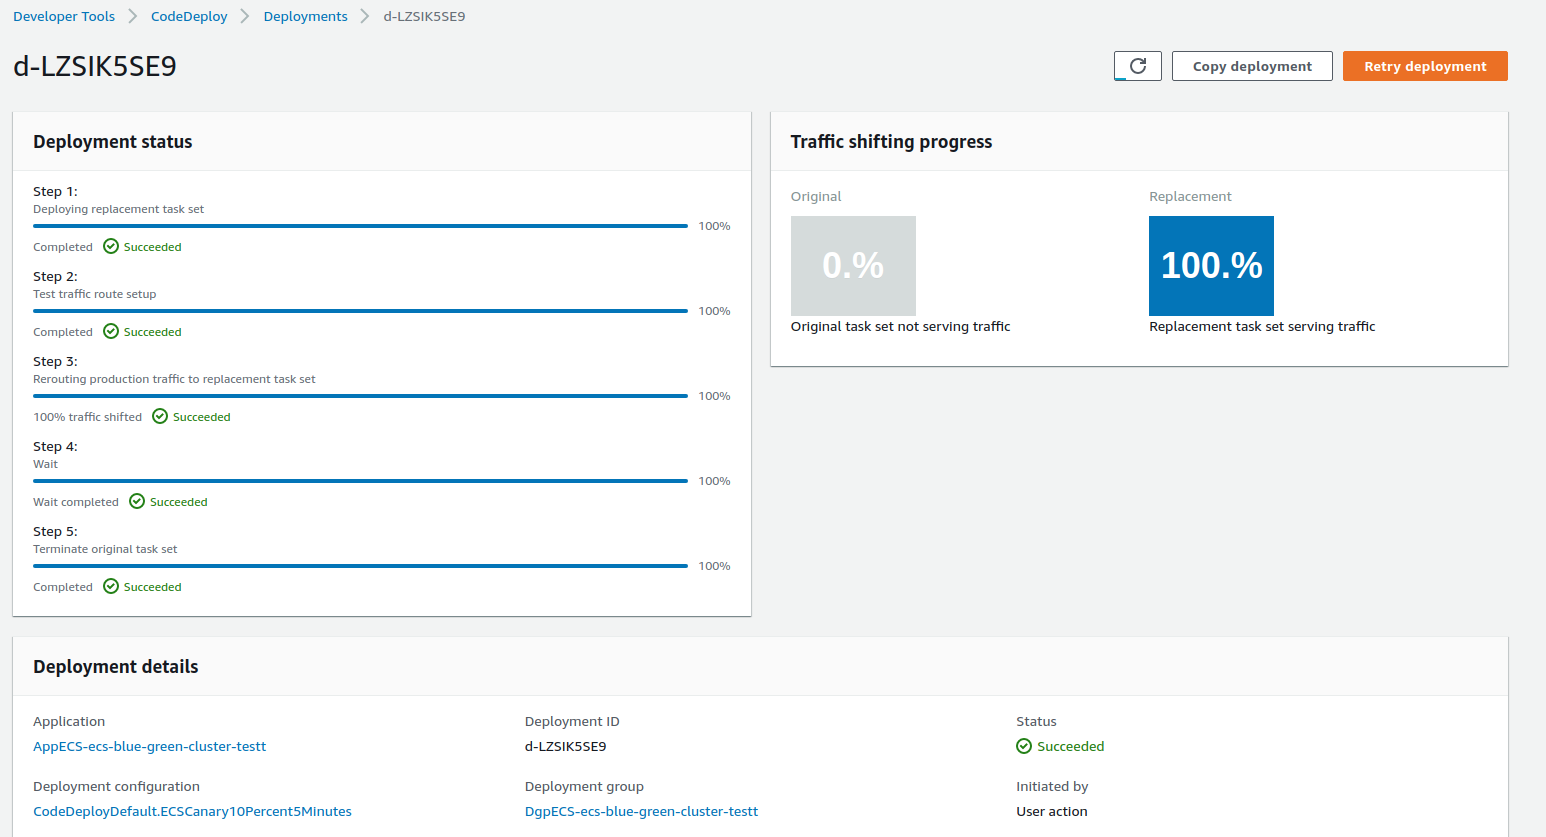 Developer Tools > CodeDeploy > Deployments > d-LZSIK5SE9
d-LZSIK5SE9
Copy deployment
Retry deployment
Deployment status
Step 1:
Deploying replacement task set
100%
Completed Succeeded
Step 2:
Test traffic route setup
100%
Completed Succeeded
Step 3:
Rerouting production traffic to replacement task set
100%
100% traffic shifted Succeeded
Step 4:
Wait
100%
Wait completed Succeeded
Step 5:
Terminate original task set
100%
Completed Succeeded
Traffic shifting progress
Original
0.%
Original task set not serving traffic
Replacement
100.%
Replacement task set serving traffic
Deployment details
Application
AppECS-ecs-blue-green-cluster-testt
Deployment ID
d-LZSIK5SE9
Status
Succeeded
Deployment configuration
CodeDeployDefault.ECSCanary10Percent5Minutes
Deployment group
DgpECS-ecs-blue-green-cluster-testt
Initiated by
User action